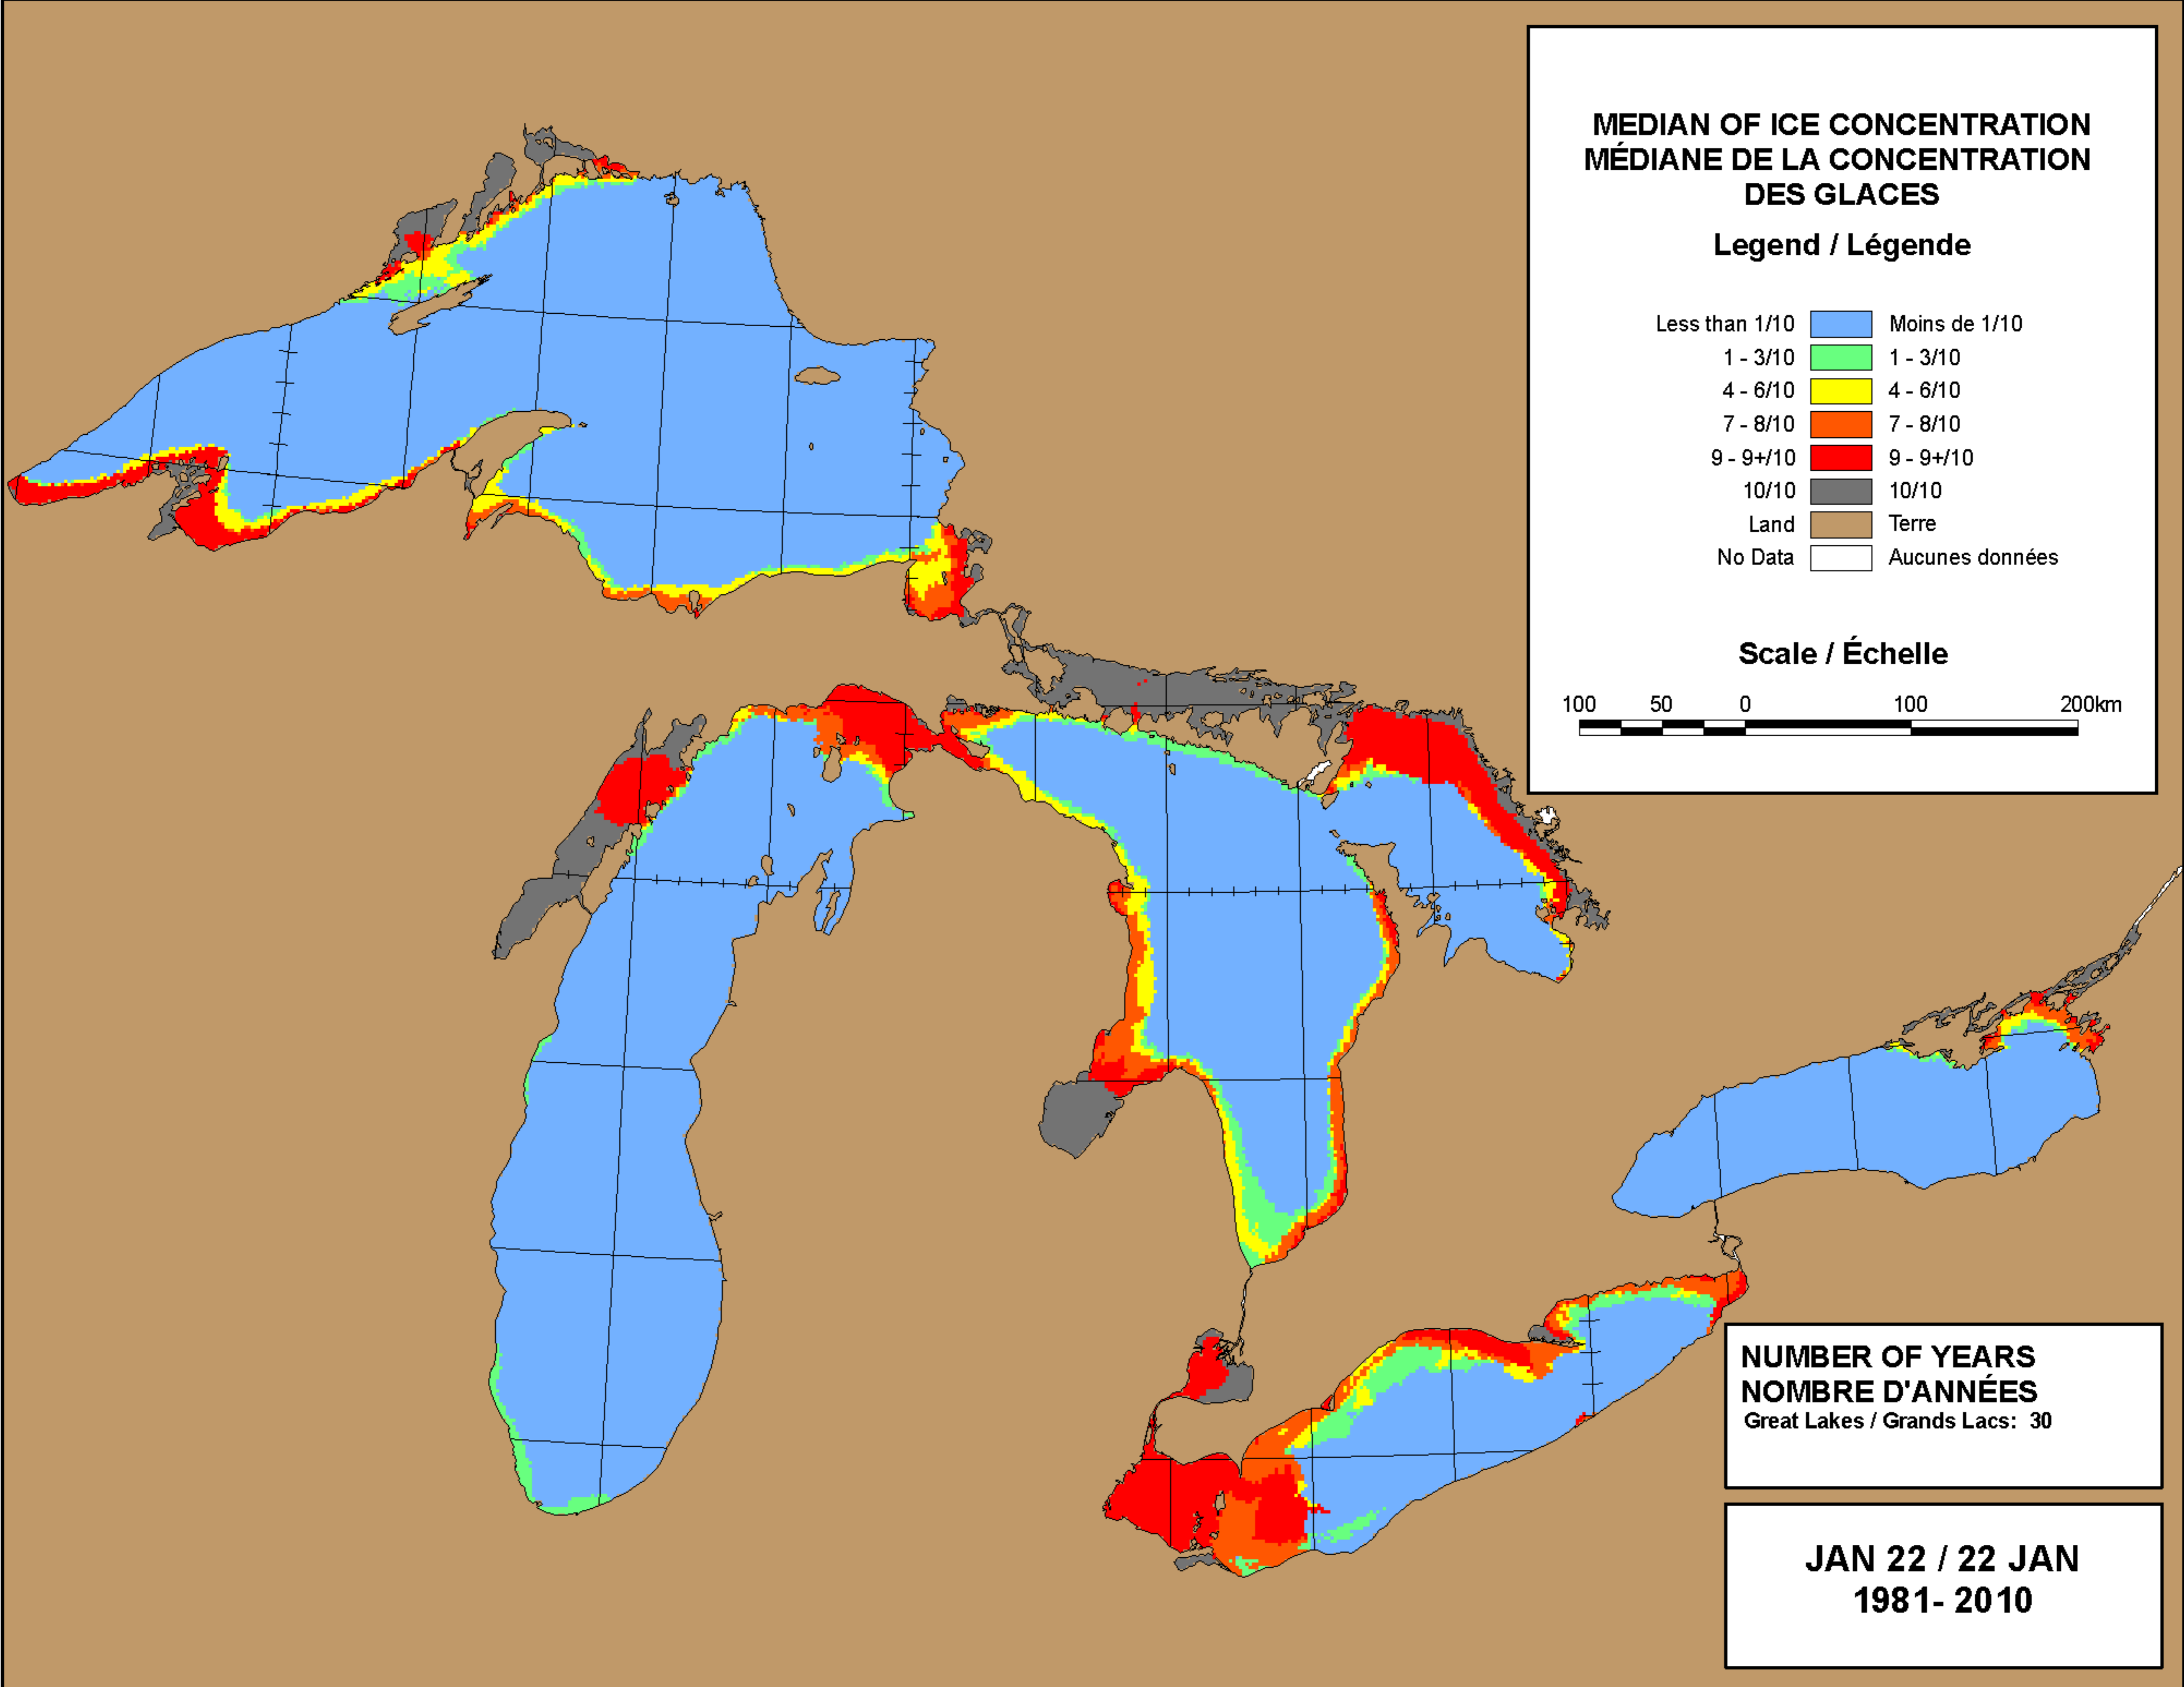 MEDIAN OF ICE CONCENTRATION
MÉDIANE DE LA CONCENTRATION
DES GLACES
Legend / Légende
Less than 1/10 Moins de 1/10
1 - 3/10 1 - 3/10
4 - 6/10 4 - 6/10
7 - 8/10 7 - 8/10
9 - 9+/10 9 - 9+/10
10/10 10/10
Land Terre
No Data Aucunes données
Scale / Échelle
100 50 0 100 200km
NUMBER OF YEARS
NOMBRE D'ANNÉES
Great Lakes / Grands Lacs: 30
JAN 22 / 22 JAN
1981- 2010